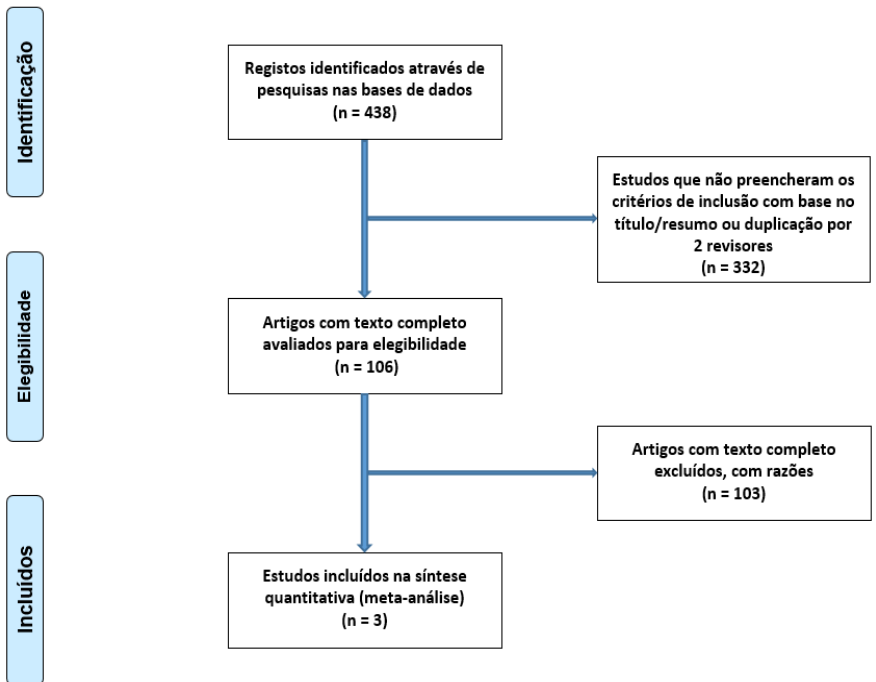 Identificação
Registos identificados através de
pesquisas nas bases de dados
(n = 438)
Estudos que não preencheram os
critérios de inclusão com base no
título/resumo ou duplicação por
2 revisores
(n = 332)
Elegibilidade
Artigos com texto completo
avaliados para elegibilidade
(n = 106)
Artigos com texto completo
excluídos, com razões
(n = 103)
Incluídos
Estudos incluídos na síntese
quantitativa (meta-análise)
(n = 3)